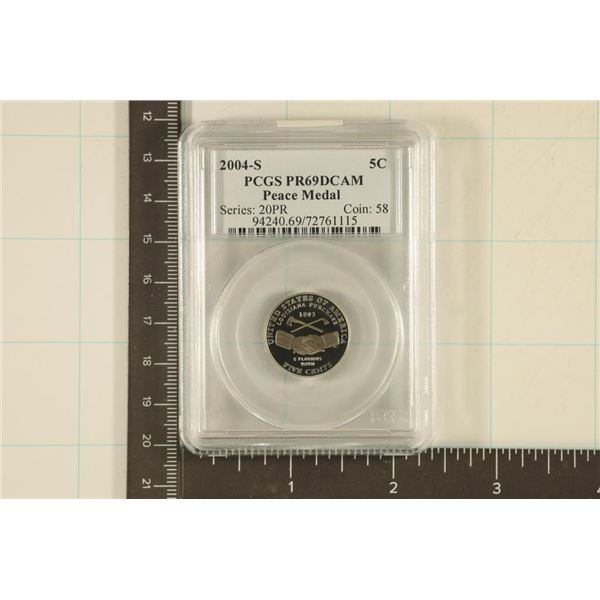 2004-S 5C
PCGS PR69DCAM
Peace Medal
Series: 20PR Coin: 58
94240.69/72761115
UNITED STATES OF AMERICA
LOUISIANA PURCHASE
1803
E PLURIBUS
UNUM
FIVE CENTS
12
13
14
15
16
17
18
19
20
21
1 2 3 4